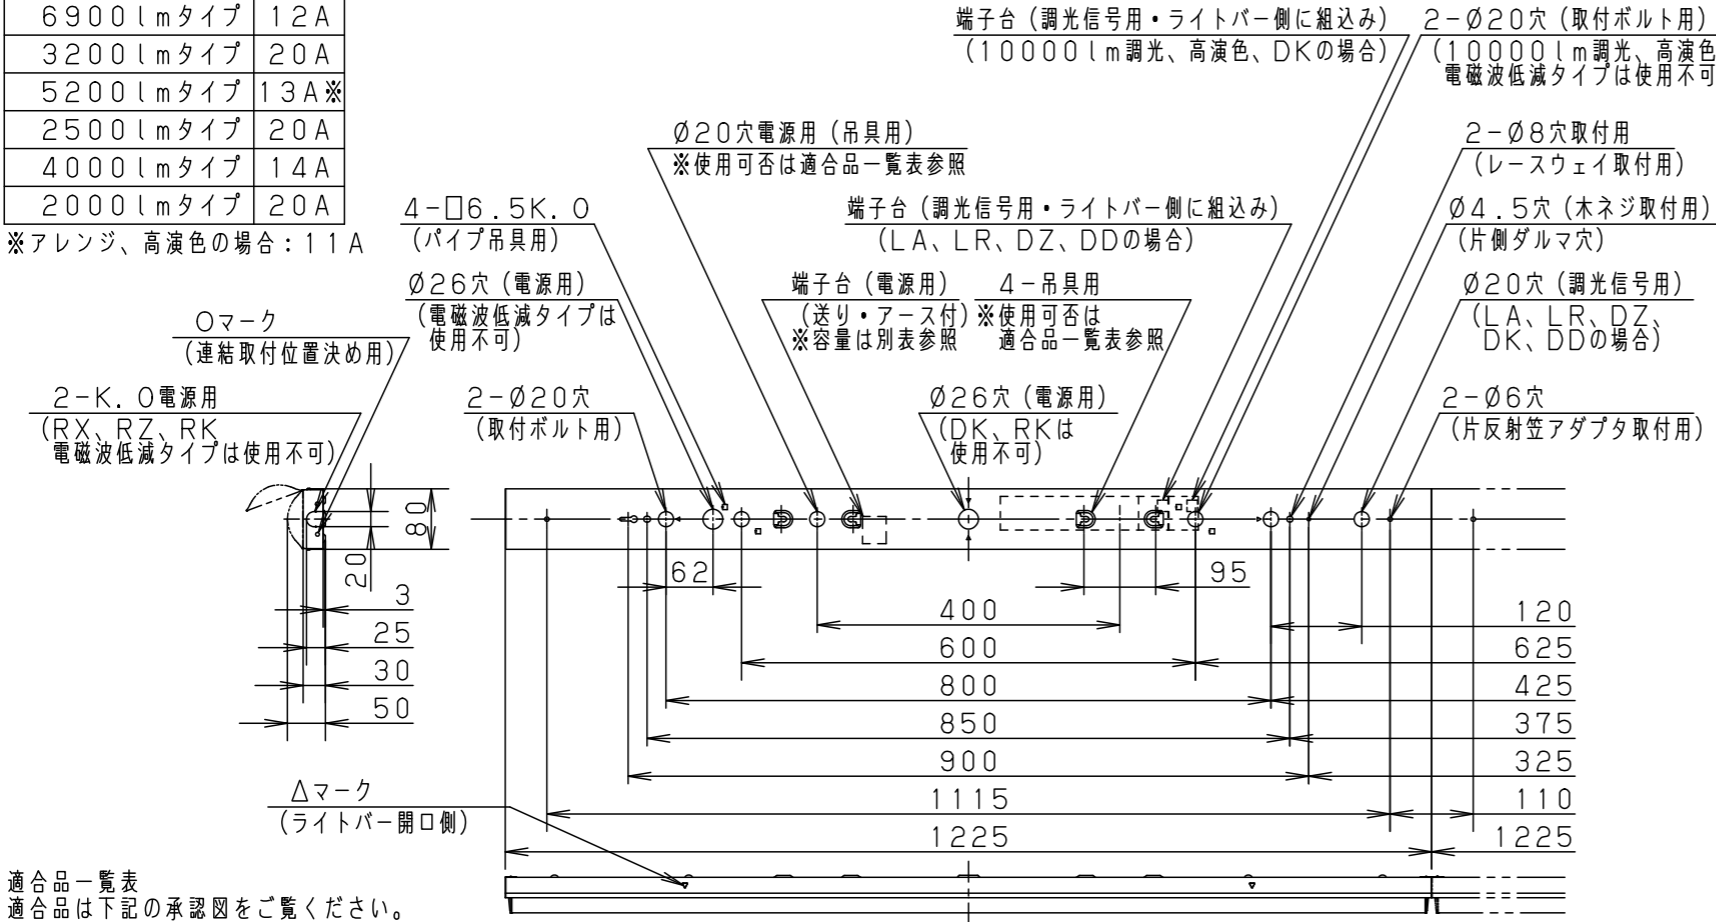 6900lmタイプ 12A
3200lmタイプ 20A
5200lmタイプ 13A※
2500lmタイプ 20A
4000lmタイプ 14A
2000lmタイプ 20A
※アレンジ、高演色の場合：11A
端子台（調光信号用・ライトバー側に組込み）
（10000lm調光、高演色、DKの場合）
2-Ø20穴（取付ボルト用）
（10000lm調光、高演色
電磁波低減タイプは使用不可
Ø20穴電源用（吊具用）
※使用可否は適合品一覧表参照
2-Ø8穴取付用
（レースウェイ取付用）
4-□6.5K.O
（パイプ吊具用）
端子台（調光信号用・ライトバー側に組込み）
（LA、LR、DZ、DDの場合）
Ø4.5穴（木ネジ取付用）
（片側ダルマ穴）
Ø26穴（電源用）
（電磁波低減タイプは
使用不可）
端子台（電源用）
（送り・アース付）
※容量は別表参照
4-吊具用
※使用可否は
適合品一覧表参照
Ø20穴（調光信号用）
（LA、LR、DZ、
DK、DDの場合）
Oマーク
（連結取付位置決め用）
2-K.O電源用
（RX、RZ、RK
電磁波低減タイプは使用不可）
2-Ø20穴
（取付ボルト用）
Ø26穴（電源用）
（DK、RKは
使用不可）
2-Ø6穴
（片反射笠アダプタ取付用）
80
20
3
25
30
50
62
95
400
120
600
625
800
425
850
375
900
325
1115
110
1225
1225
△マーク
（ライトバー開口側）
適合品一覧表
適合品は下記の承認図をご覧ください。